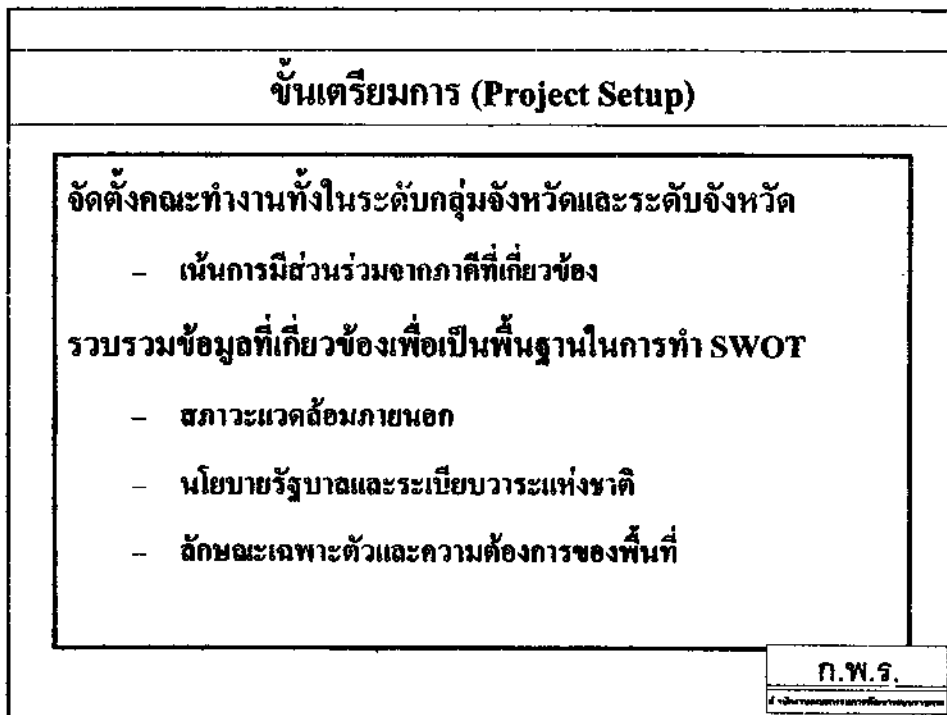 ขั้นเตรียมการ (Project Setup)
จัดตั้งคณะทำงานทั้งในระดับกลุ่มจังหวัดและระดับจังหวัด
– เน้นการมีส่วนร่วมจากภาคีที่เกี่ยวข้อง
รวบรวมข้อมูลที่เกี่ยวข้องเพื่อเป็นพื้นฐานในการทำ SWOT
– สภาวะแวดล้อมภายนอก
– นโยบายรัฐบาลและระเบียบวาระแห่งชาติ
– ลักษณะเฉพาะตัวและความต้องการของพื้นที่
ก.พ.ร.